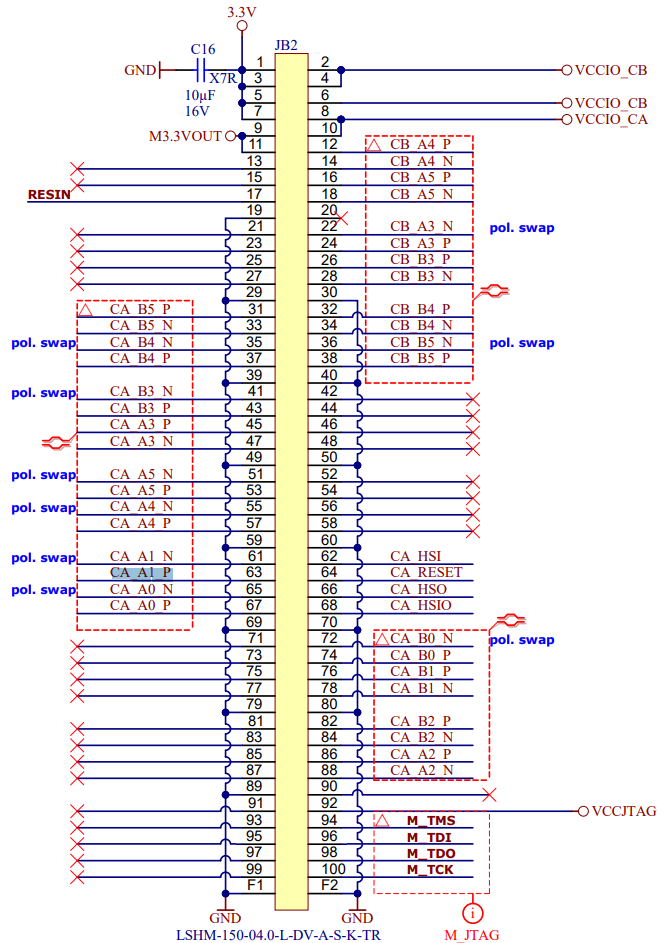 3.3V
JB2
C16
GND
X7R
10µF
16V
1 2 VCCIO_CB
3 4
5 6 VCCIO_CB
7 8 VCCIO_CA
M3.3VOUT 9 10
11 12 CB_A4_P
13 14 CB_A4_N
15 16 CB_A5_P
RESIN 17 18 CB_A5_N
19 20
21 22 CB_A3_N pol. swap
23 24 CB_A3_P
25 26 CB_B3_P
27 28 CB_B3_N
29 30
CA_B5_P 31 32 CB_B4_P
CA_B5_N 33 34 CB_B4_N
pol. swap CA_B4_N 35 36 CB_B5_N pol. swap
CA_B4_P 37 38 CB_B5_P
39 40
pol. swap CA_B3_N 41 42
CA_B3_P 43 44
CA_A3_P 45 46
CA_A3_N 47 48
49 50
pol. swap CA_A5_N 51 52
CA_A5_P 53 54
pol. swap CA_A4_N 55 56
CA_A4_P 57 58
59 60
pol. swap CA_A1_N 61 62 CA_HSI
CA_A1_P 63 64 CA_RESET
pol. swap CA_A0_N 65 66 CA_HSO
CA_A0_P 67 68 CA_HSIO
69 70
71 72 CA_B0_N pol. swap
73 74 CA_B0_P
75 76 CA_B1_P
77 78 CA_B1_N
79 80
81 82 CA_B2_P
83 84 CA_B2_N
85 86 CA_A2_P
87 88 CA_A2_N
89 90
91 92 VCCJTAG
93 94 M_TMS
95 96 M_TDI
97 98 M_TDO
99 100 M_TCK
F1 F2
GND GND
i
LSHM-150-04.0-L-DV-A-S-K-TR M_JTAG